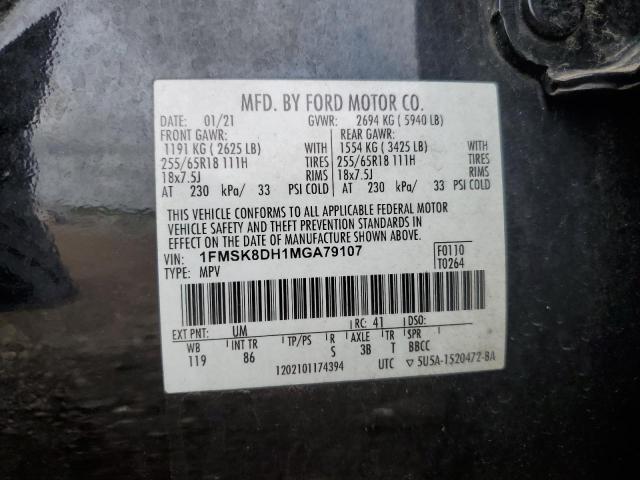 MFD. BY FORD MOTOR CO.
DATE: 01/21 GVWR: 2694 KG ( 5940 LB)
FRONT GAWR: REAR GAWR:
1191 KG ( 2625 LB) WITH 1554 KG ( 3425 LB) WITH
255/65R18 111H TIRES 255/65R18 111H TIRES
18x7.5J RIMS 18x7.5J RIMS
AT 230 kPa/ 33 PSI COLD AT 230 kPa/ 33 PSI COLD
THIS VEHICLE CONFORMS TO ALL APPLICABLE FEDERAL MOTOR
VEHICLE SAFETY AND THEFT PREVENTION STANDARDS IN
EFFECT ON THE DATE OF MANUFACTURE SHOWN ABOVE.
VIN: 1FMSK8DH1MGA79107 F0110
TYPE: MPV T0264
EXT PNT: UM RC: 41 DSO:
WB INT TR TP/PS R AXLE TR SPR
119 86 S 3B T BBCC
1202101174394 UTC 5U5A-1520472-BA